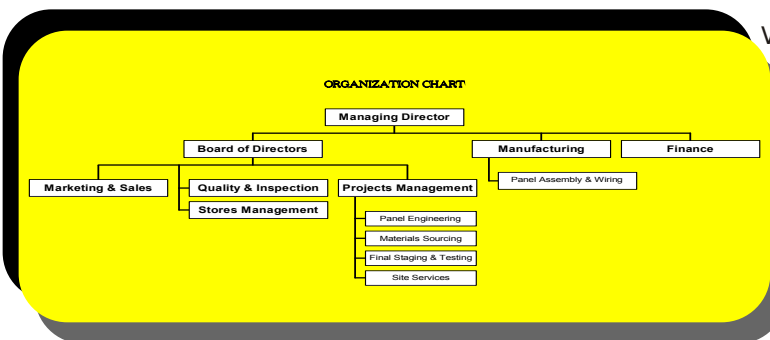 ORGANIZATION CHART
Managing Director
Board of Directors
Manufacturing
Finance
Marketing & Sales
Quality & Inspection
Projects Management
Panel Assembly & Wiring
Stores Management
Panel Engineering
Materials Sourcing
Final Staging & Testing
Site Services